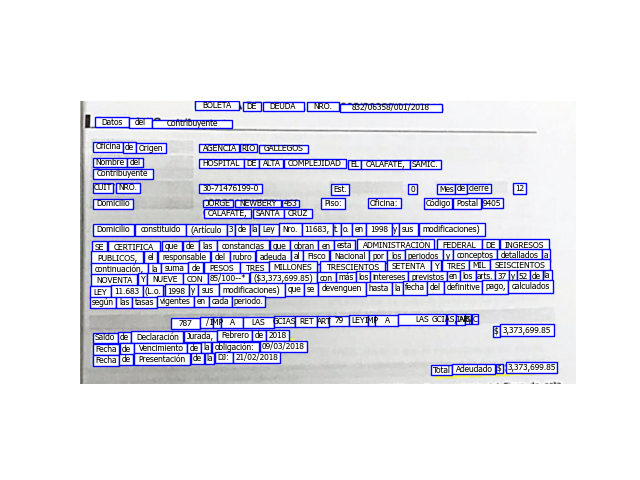 BOLETA DE DEUDA NRO. 832/06358/001/2018
Datos del Contribuyente
Oficina de Origen AGENCIA RIO GALLEGOS
Nombre del Contribuyente HOSPITAL DE ALTA COMPLEJIDAD EL CALAFATE, SAMIC.
CUIT NRO. 30-71476199-0 Est. 0 Mes de cierre 12
Domicilio JORGE NEWBERY 453 Piso: Oficina: Codigo Postal 9405
CALAFATE, SANTA CRUZ
Domicilio constituido (Artículo 3 de la Ley Nro. 11683, t. o. en 1998 y sus modificaciones)
SE CERTIFICA que de las constancias que obran en esta ADMINISTRACION FEDERAL DE INGRESOS
PUBLICOS, el responsable del rubro adeuda al Fisco Nacional por los periodos y conceptos detallados a
continuación, la suma de PESOS TRES MILLONES TRESCIENTOS SETENTA Y TRES MIL SEISCIENTOS
NOVENTA Y NUEVE CON 85/100--* ($3,373,699.85) con más los intereses previstos en los arts. 37 y 52 de la
LEY 11.683 (t.o. 1998 y sus modificaciones) que se devenguen hasta la fecha del definitive pago, calculados
según las tasas vigentes en cada periodo.
787 /IMP A LAS GCIAS RET ART 79 LEY IMP A LAS GCIAS
Saldo de Declaración Jurada, Febrero de 2018 $ 3,373,699.85
Fecha de Vencimiento de la obligación: 09/03/2018
Fecha de Presentación de la DJ: 21/02/2018
Total Adeudado $ 3,373,699.85